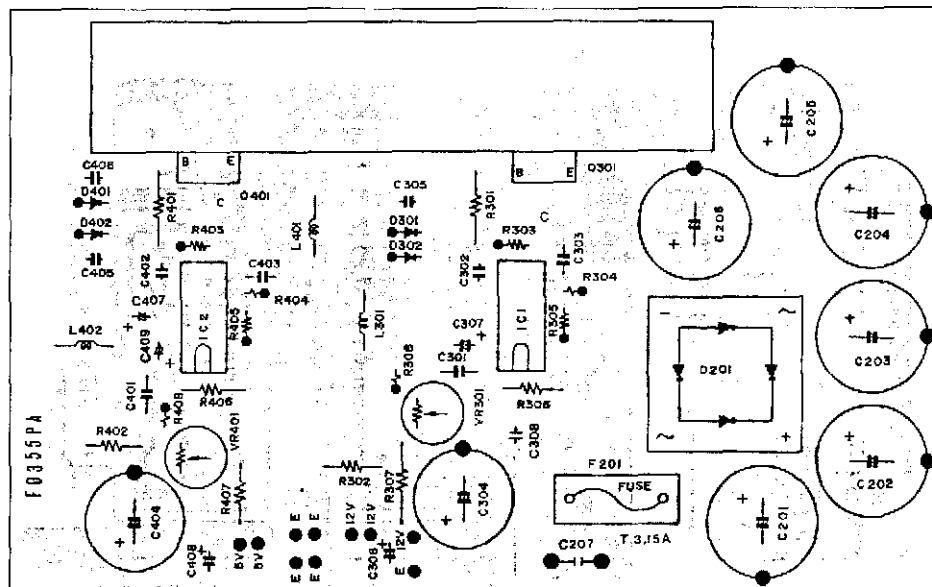 C205
B E
B E
Q301
C406
D401
R401
Q401
C
C305
R301
C
C206
C204
D402
R403
L401
D301
D302
R303
C303
C405
C402
C403
C302
R304
R404
C407
IC2
R405
L301
C307
IC1
R305
D201
~
~
+
C203
L402
C409
C301
C401
R406
R306
R408
VR401
VR301
C308
R402
R302
R307
F201
FUSE
C202
F0355PA
C404
R407
C304
T.3,15A
C201
E E 12V 12V
12V
C408
5V 5V
E E
E
C207